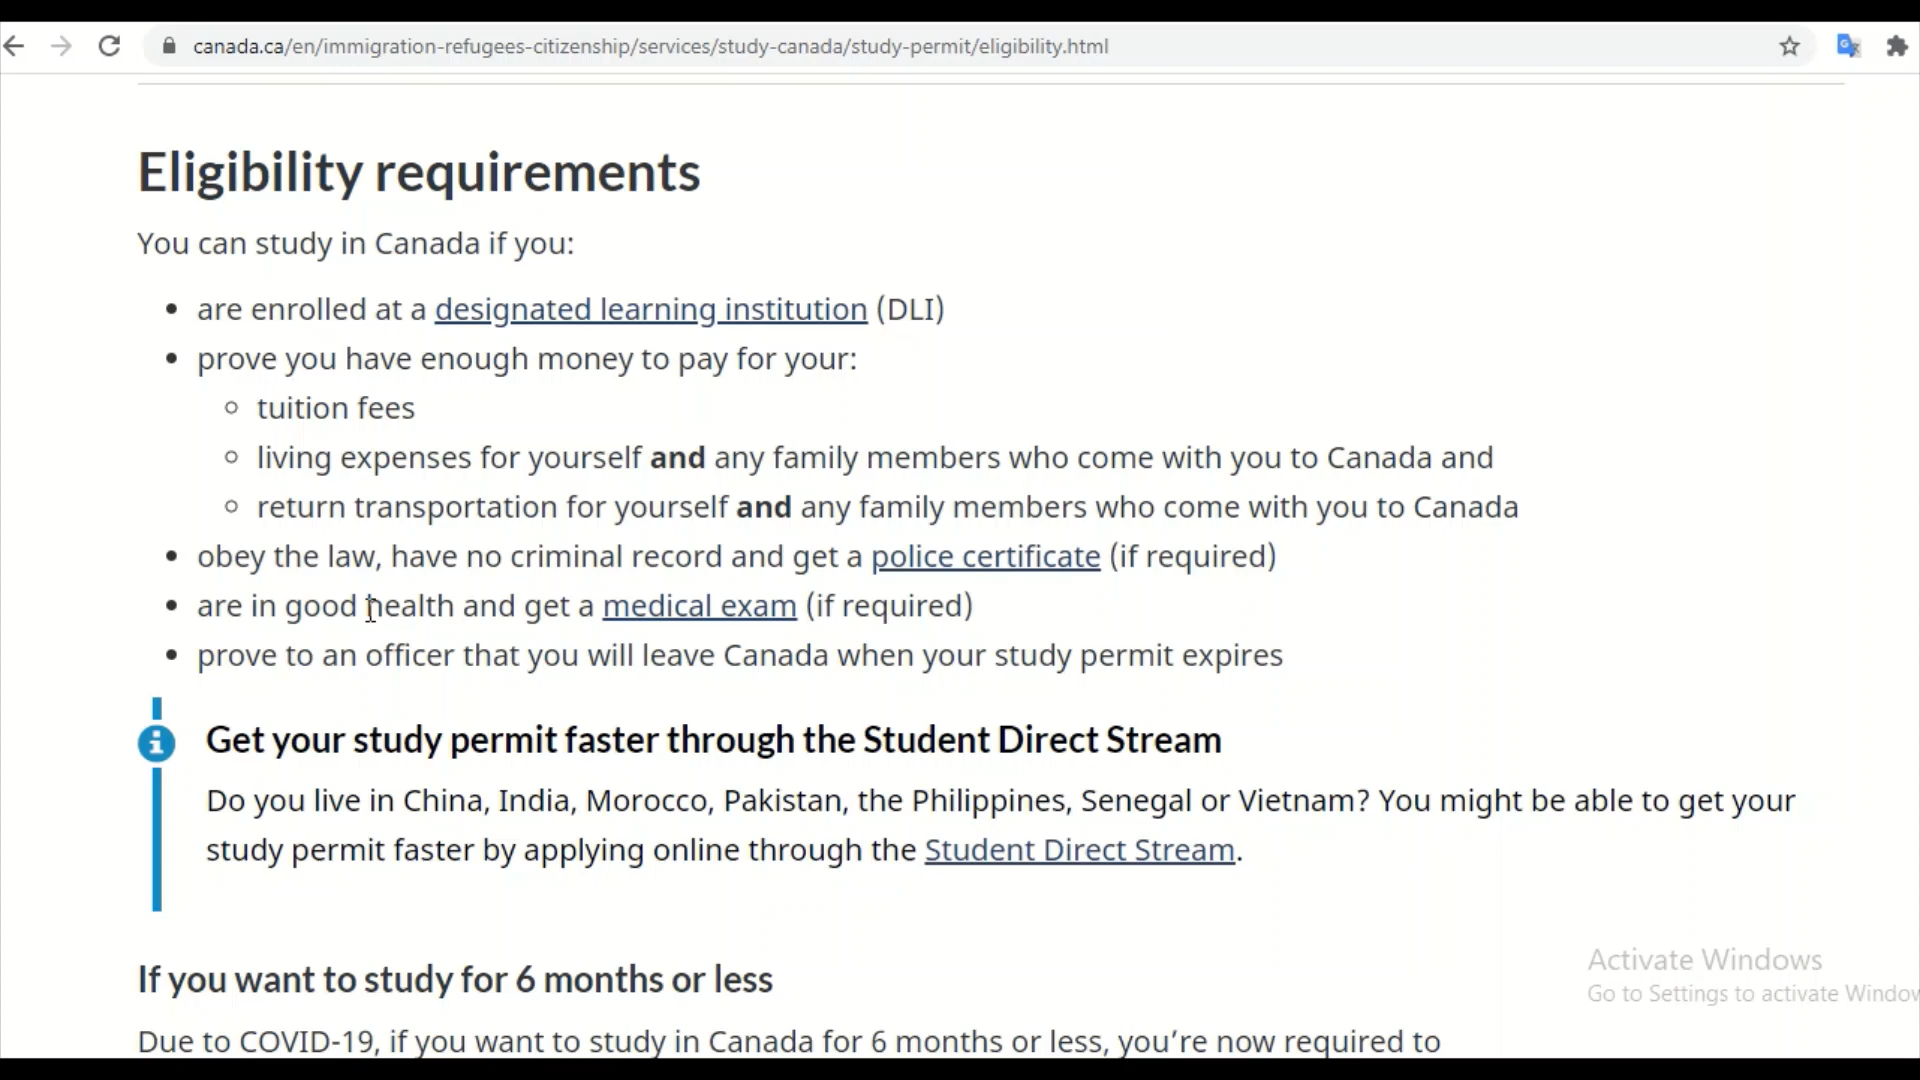 canada.ca/en/immigration-refugees-citizenship/services/study-canada/study-permit/eligibility.html
Eligibility requirements
You can study in Canada if you:
are enrolled at a designated learning institution (DLI)
prove you have enough money to pay for your:
tuition fees
living expenses for yourself and any family members who come with you to Canada and
return transportation for yourself and any family members who come with you to Canada
obey the law, have no criminal record and get a police certificate (if required)
are in good health and get a medical exam (if required)
prove to an officer that you will leave Canada when your study permit expires
Get your study permit faster through the Student Direct Stream
Do you live in China, India, Morocco, Pakistan, the Philippines, Senegal or Vietnam? You might be able to get your
study permit faster by applying online through the Student Direct Stream.
If you want to study for 6 months or less
Due to COVID-19, if you want to study in Canada for 6 months or less, you’re now required to
Activate Windows
Go to Settings to activate Window